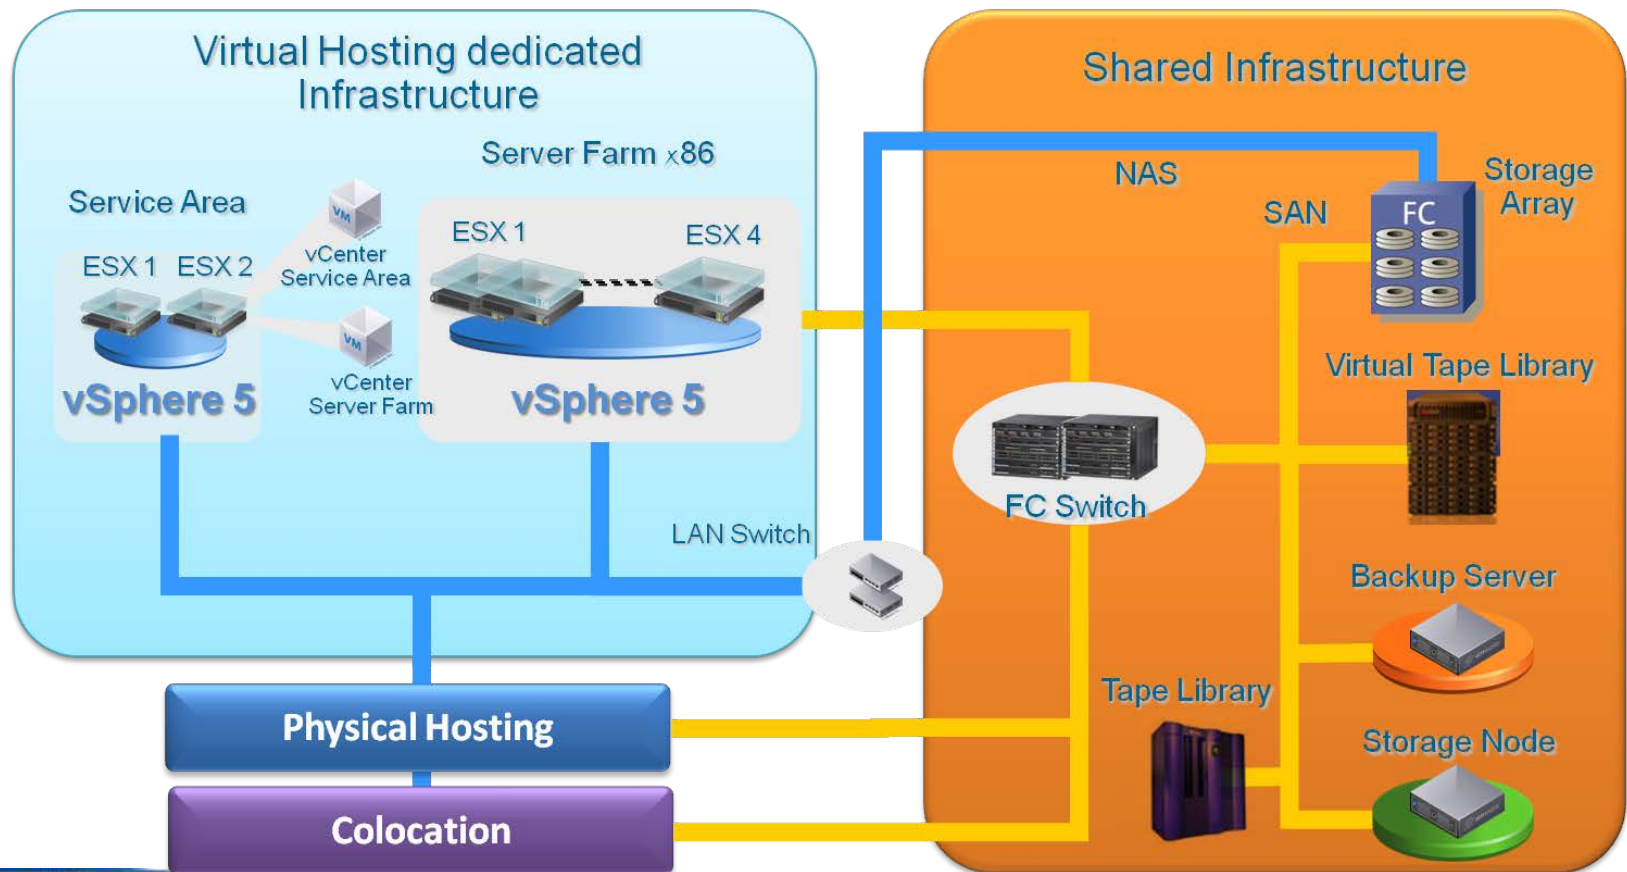 Virtual Hosting dedicated
Infrastructure
Server Farm x86
Service Area
ESX 1
ESX 2
VM
vCenter
Service Area
VM
vCenter
Server Farm
vSphere 5
ESX 1
ESX 4
vSphere 5
LAN Switch
Physical Hosting
Colocation
Shared Infrastructure
NAS
SAN
Storage
Array
FC
Virtual Tape Library
FC Switch
Backup Server
Tape Library
Storage Node